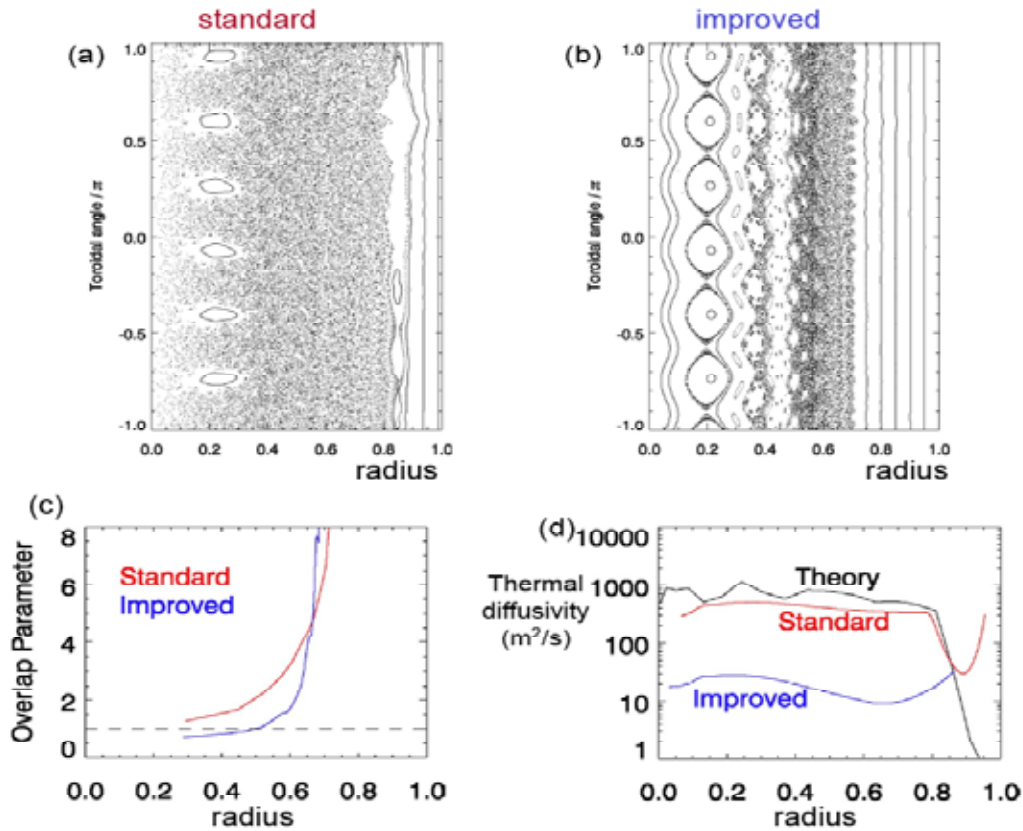 standard
improved
(a)
(b)
1.0
0.5
0.0
-0.5
-1.0
Toroidal angle / π
0.0 0.2 0.4 0.6 0.8 1.0
radius
1.0
0.5
0.0
-0.5
-1.0
Toroidal angle / π
0.0 0.2 0.4 0.6 0.8 1.0
radius
(c)
8
6
4
2
0
Overlap Parameter
Standard
Improved
0.0 0.2 0.4 0.6 0.8 1.0
radius
(d)
10000
1000
100
10
1
Thermal
diffusivity
(m²/s)
Theory
Standard
Improved
0.0 0.2 0.4 0.6 0.8 1.0
radius